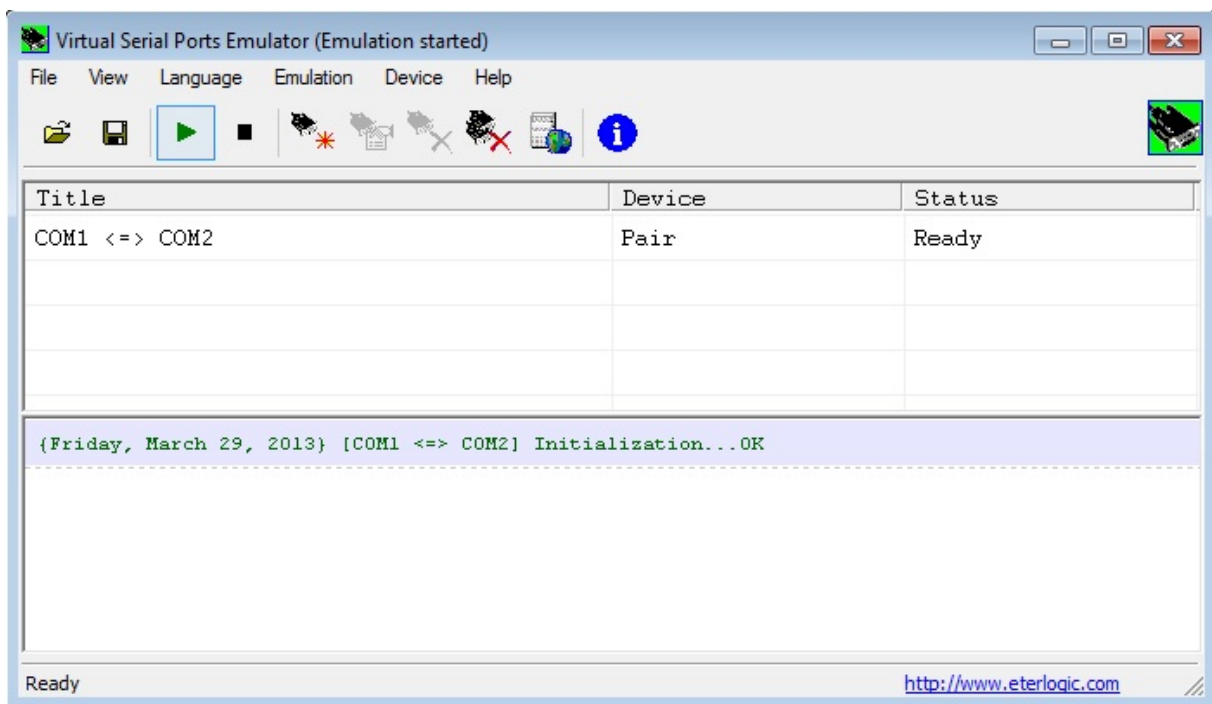 Virtual Serial Ports Emulator (Emulation started)
File View Language Emulation Device Help
Title Device Status
COM1 <=> COM2 Pair Ready
{Friday, March 29, 2013} [COM1 <=> COM2] Initialization...OK
Ready http://www.eterlogic.com